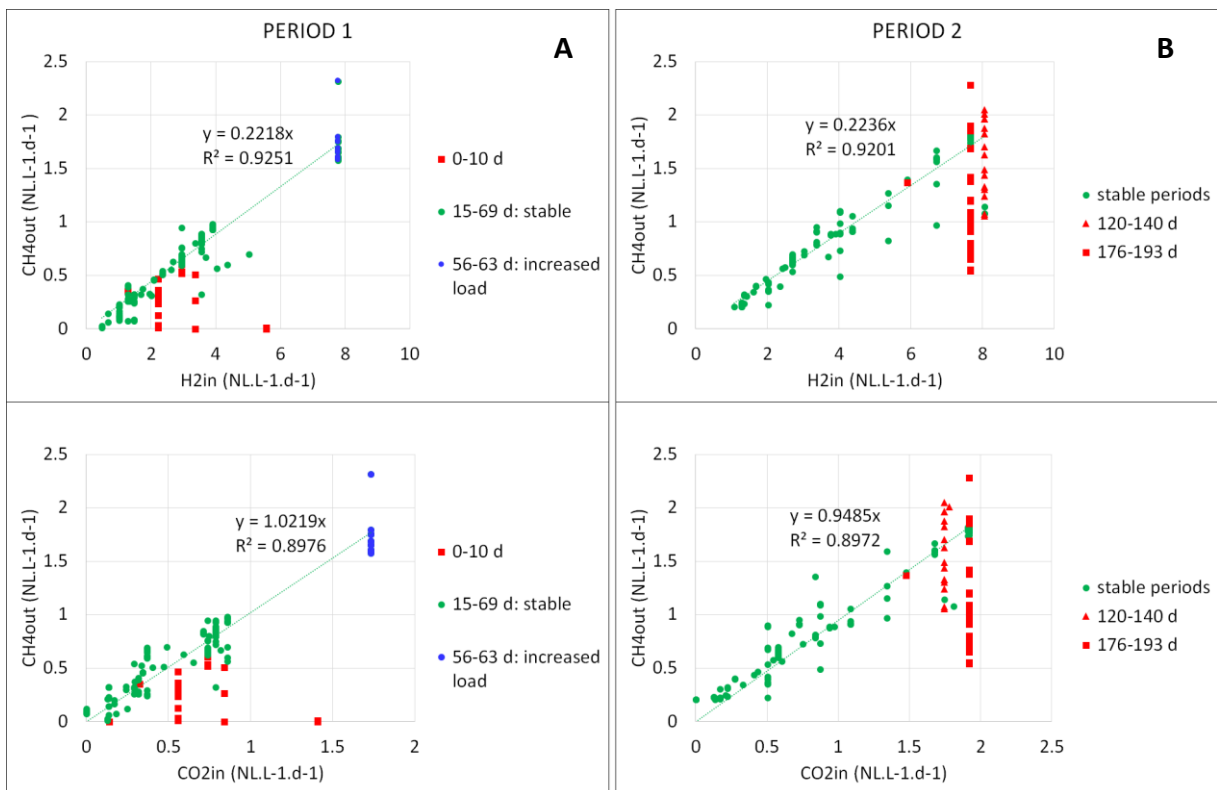 PERIOD 1
A
CH4out (NL.L-1.d-1)
2.5
2
1.5
1
0.5
0
y = 0.2218x
R² = 0.9251
0-10 d
15-69 d: stable
56-63 d: increased
load
0 2 4 6 8 10
H2in (NL.L-1.d-1)
PERIOD 2
B
CH4out (NL.L-1.d-1)
2.5
2
1.5
1
0.5
0
y = 0.2236x
R² = 0.9201
stable periods
120-140 d
176-193 d
0 2 4 6 8 10
H2in (NL.L-1.d-1)
CH4out (NL.L-1.d-1)
2.5
2
1.5
1
0.5
0
y = 1.0219x
R² = 0.8976
0-10 d
15-69 d: stable
56-63 d: increased
load
0 0.5 1 1.5 2
CO2in (NL.L-1.d-1)
CH4out (NL.L-1.d-1)
2.5
2
1.5
1
0.5
0
y = 0.9485x
R² = 0.8972
stable periods
120-140 d
176-193 d
0 0.5 1 1.5 2 2.5
CO2in (NL.L-1.d-1)